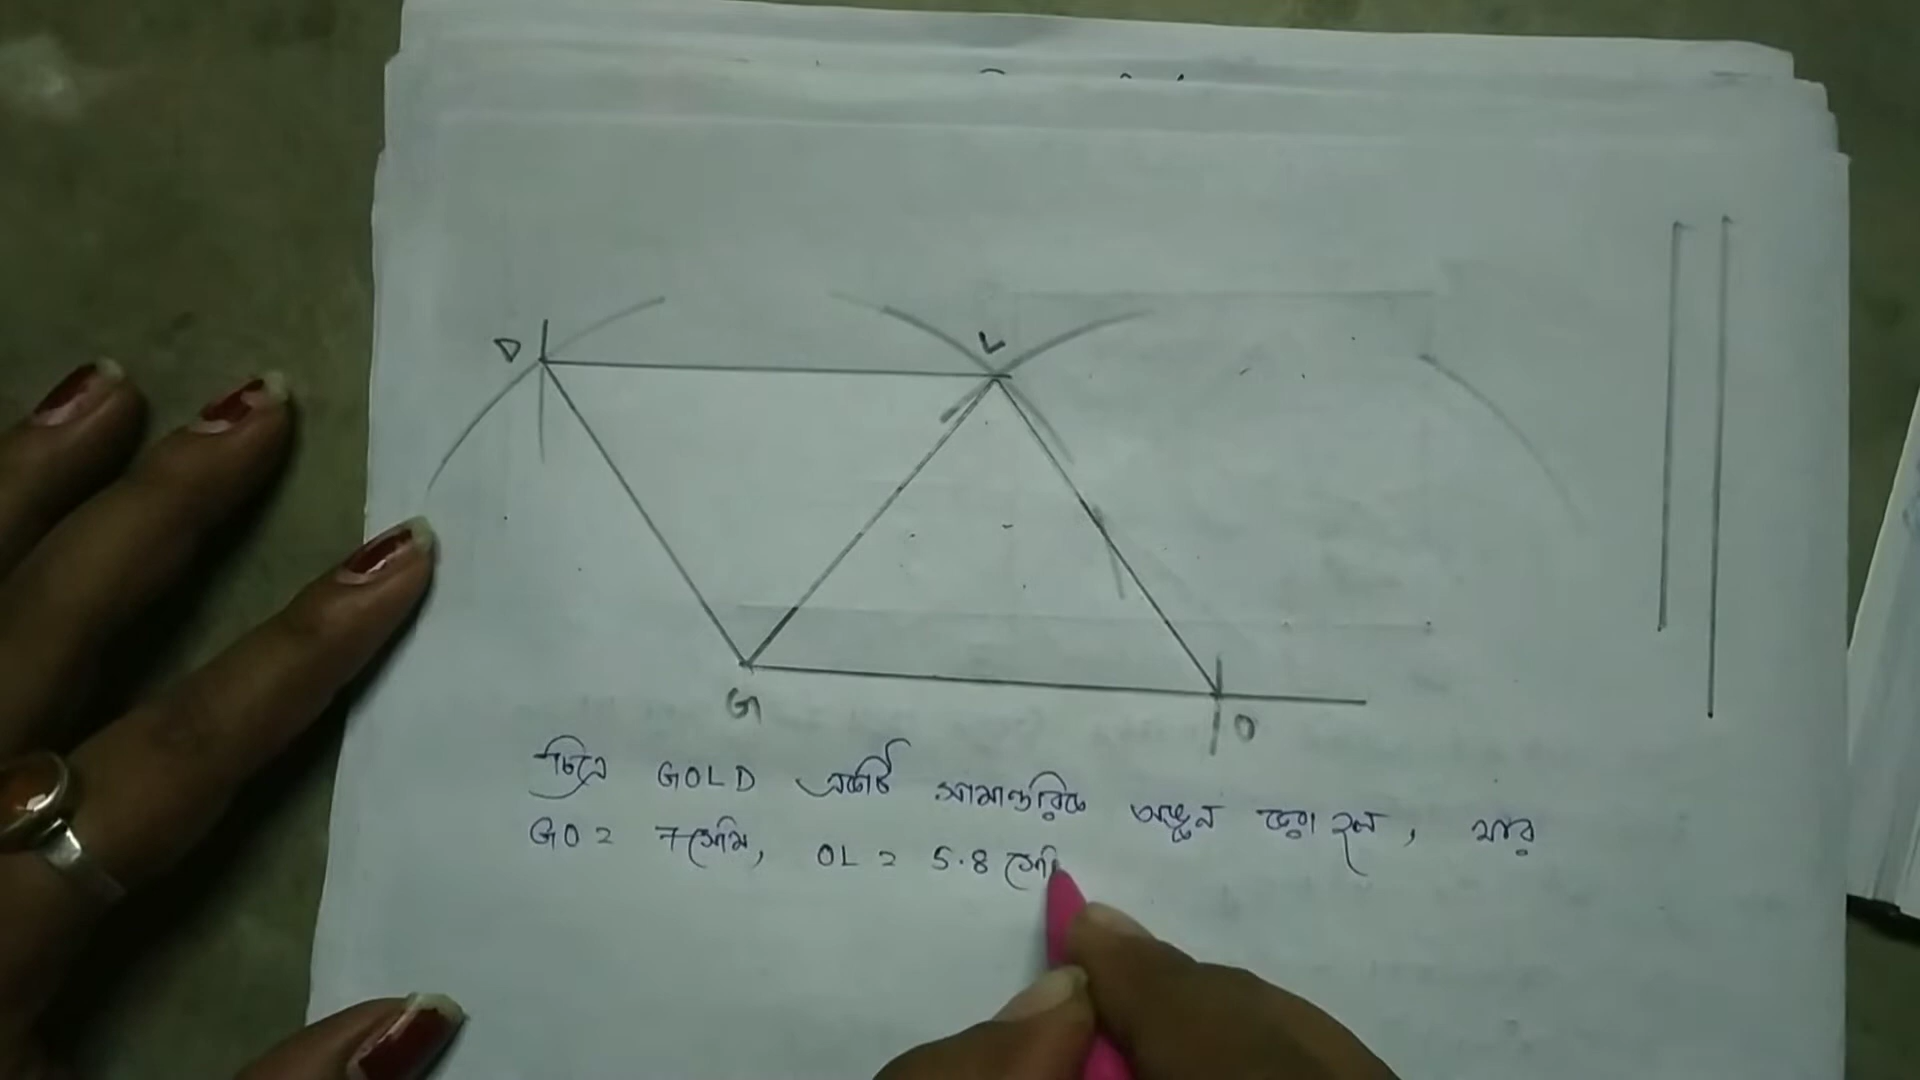 D
L
G
O
চিত্রে GOLD একটি সামান্তরিক অঙ্কন করা হল, যার
GO = 7 সেমি, OL = 5.8 সেমি